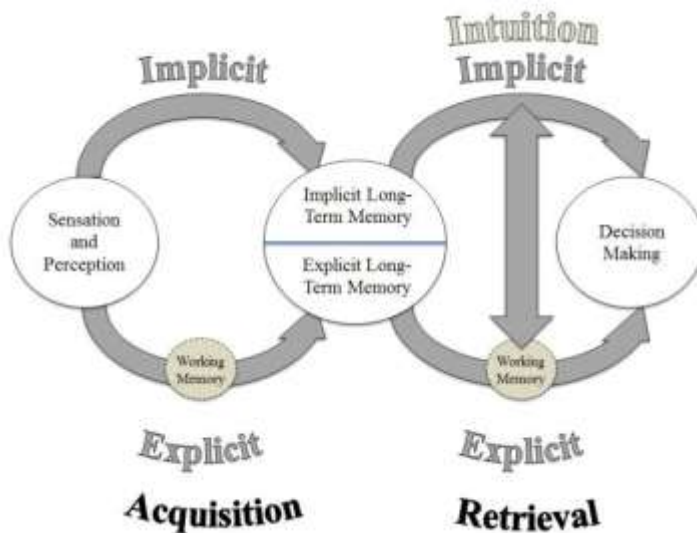 Intuition
Implicit
Implicit
Sensation
and
Perception
Implicit Long-
Term Memory
Explicit Long-
Term Memory
Decision
Making
Working
Memory
Working
Memory
Explicit
Explicit
Acquisition
Retrieval